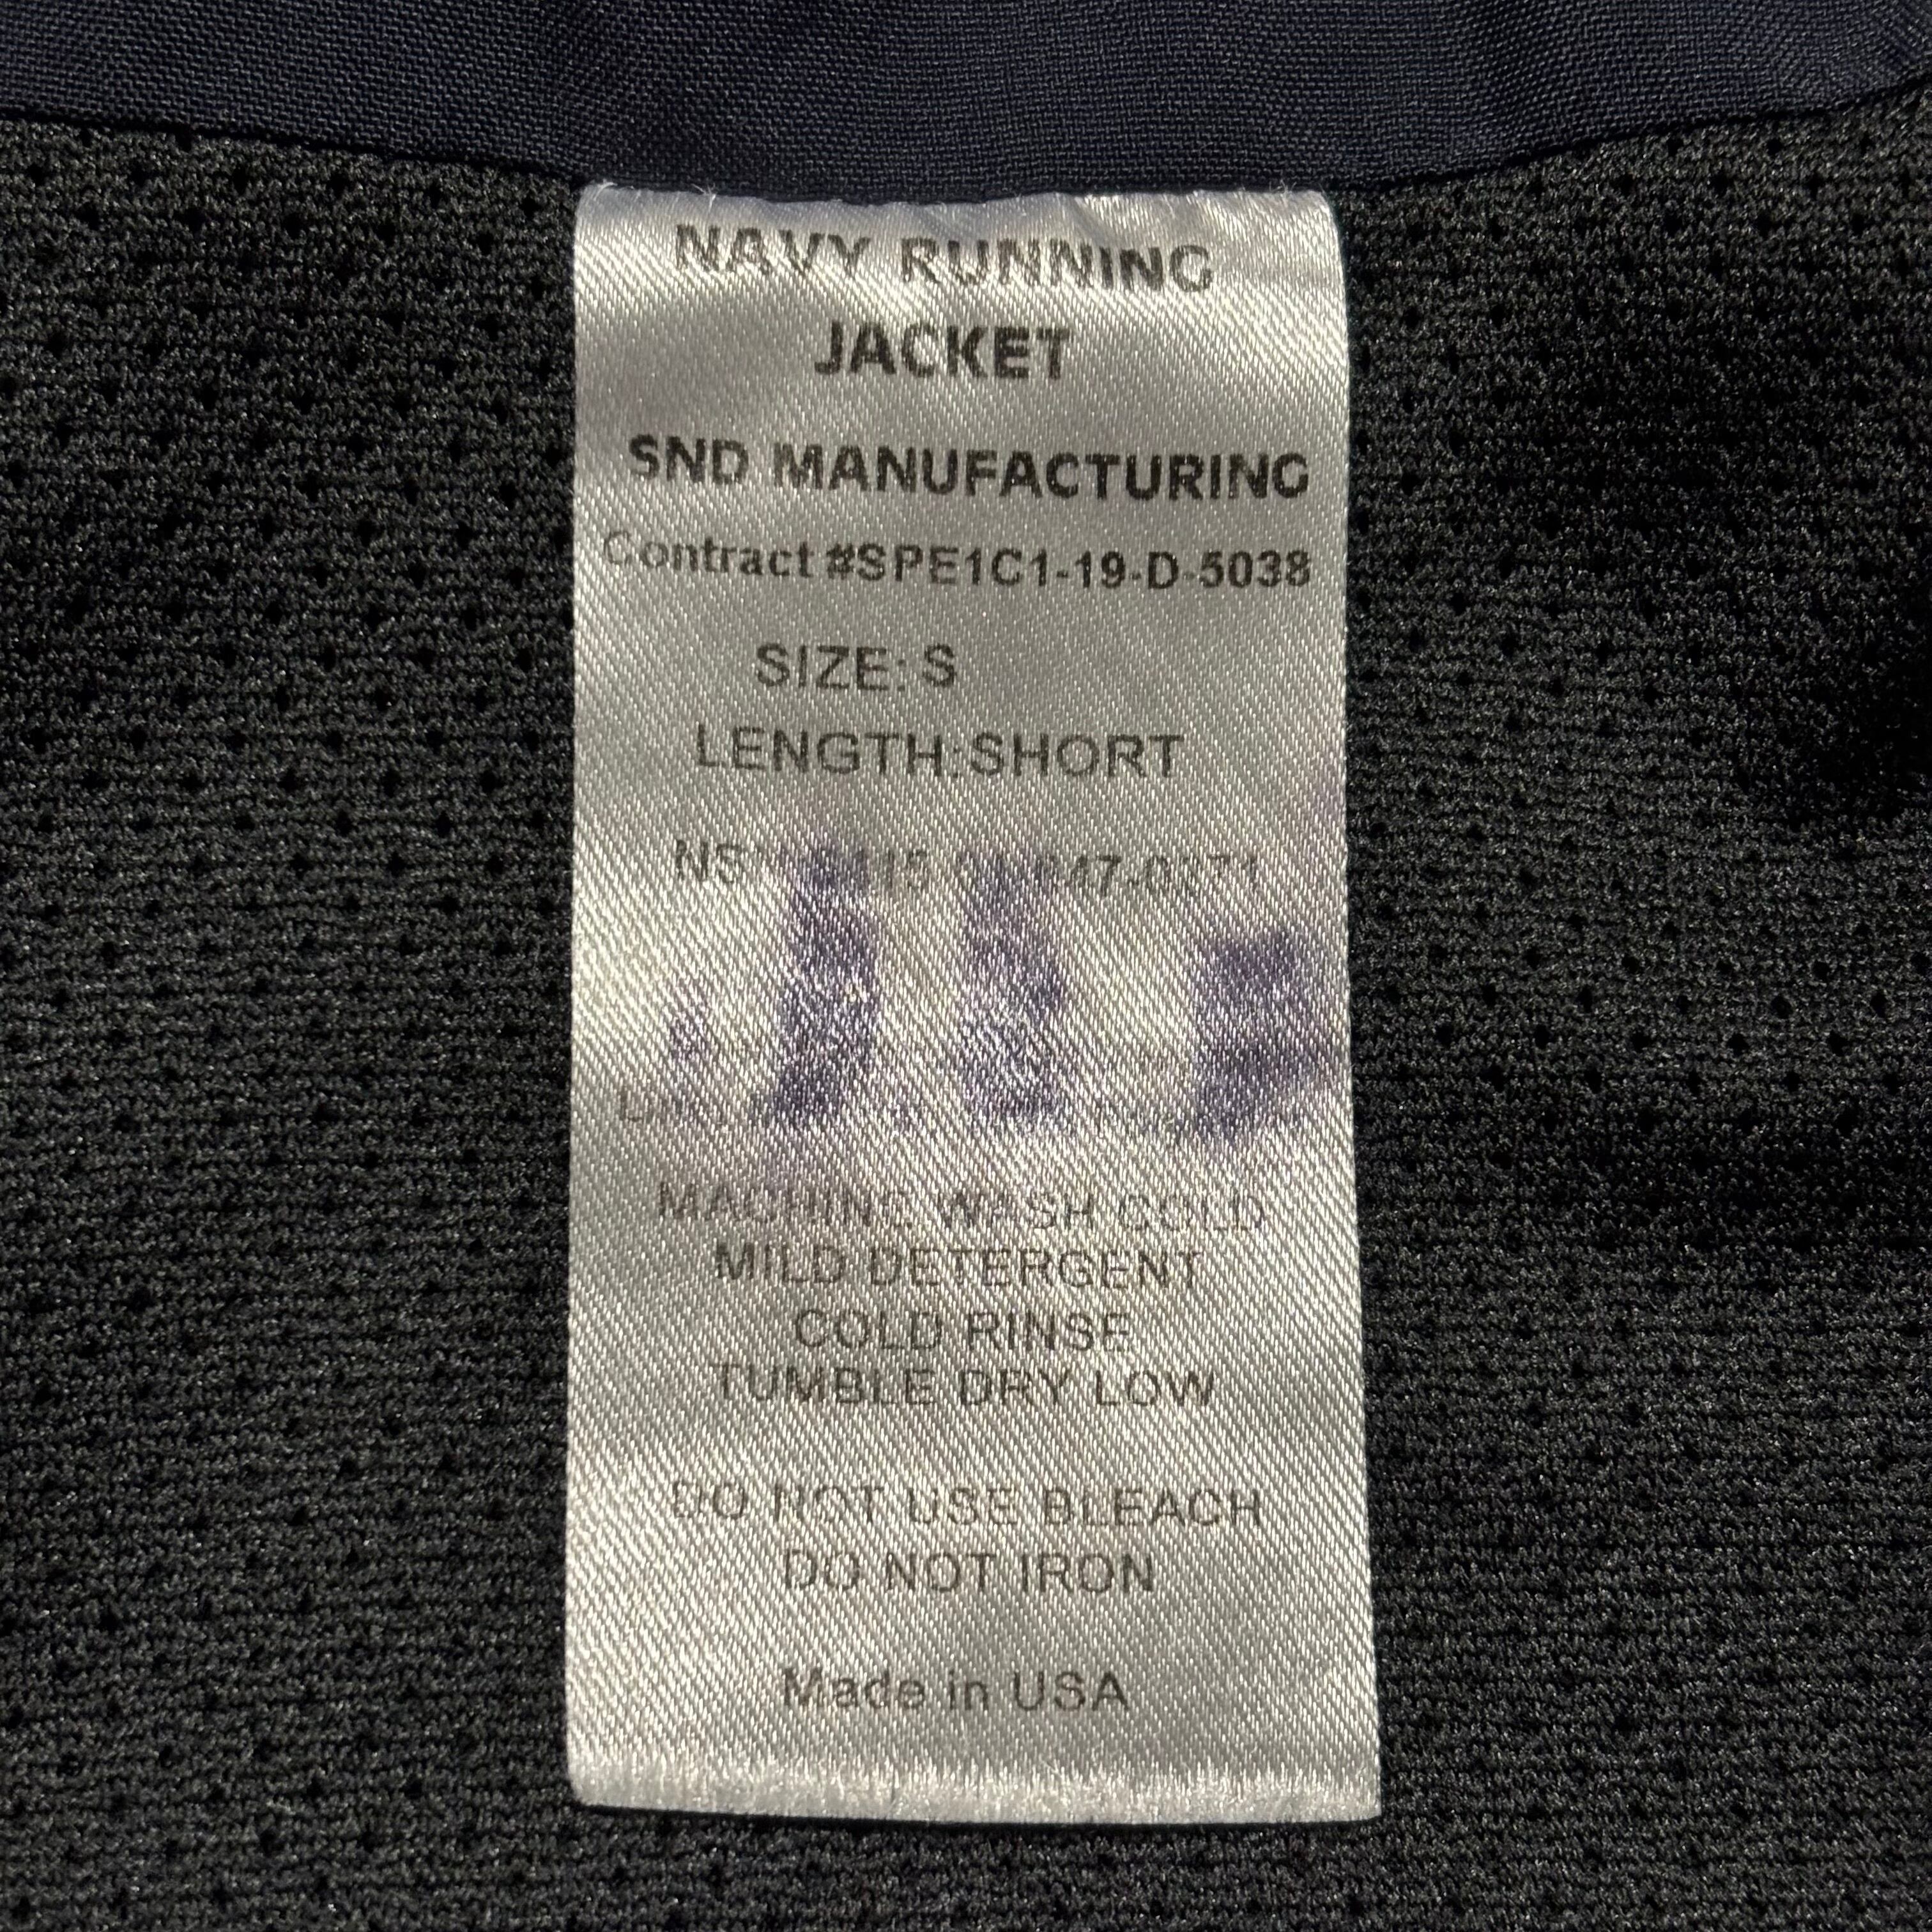 NAVY RUNNING
JACKET
SND MANUFACTURING
Contract #SPE1C1-19-D-5038
SIZE: S
LENGTH:SHORT
MACHINE WASH COLD
MILD DETERGENT
COLD RINSE
TUMBLE DRY LOW
DO NOT USE BLEACH
DO NOT IRON
Made in USA